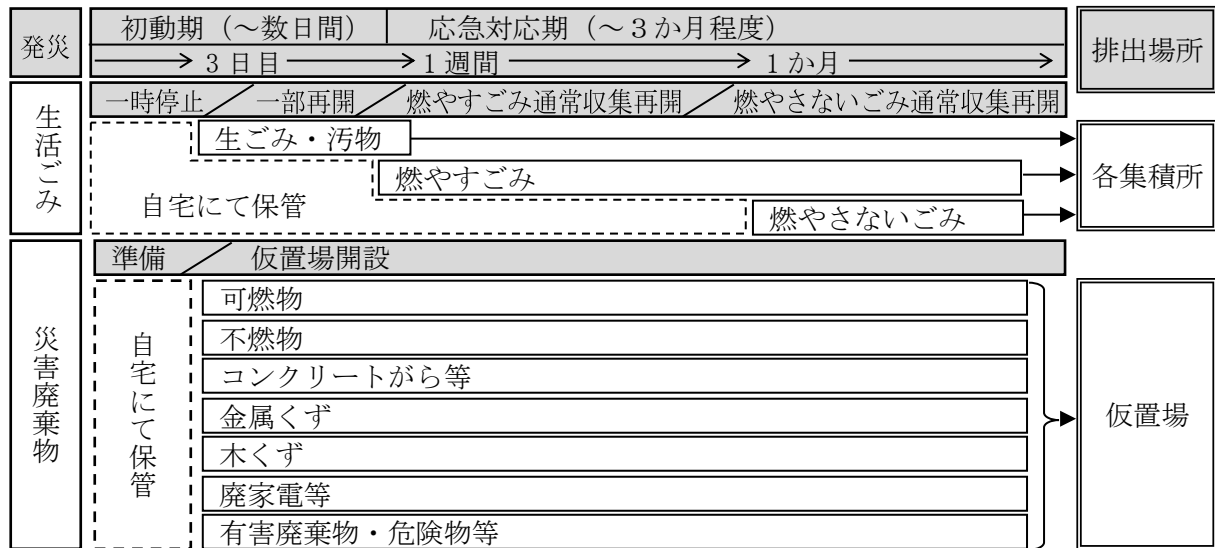 発災
初動期(~数日間) 応急対応期(~3か月程度)
3日目 1週間 1か月
排出場所
生活ごみ
一時停止 一部再開 燃やすごみ通常収集再開 燃やさないごみ通常収集再開
生ごみ・汚物
燃やすごみ
自宅にて保管
燃やさないごみ
各集積所
災害廃棄物
準備 仮置場開設
自宅にて保管
可燃物
不燃物
コンクリートがら等
金属くず
木くず
廃家電等
有害廃棄物・危険物等
仮置場